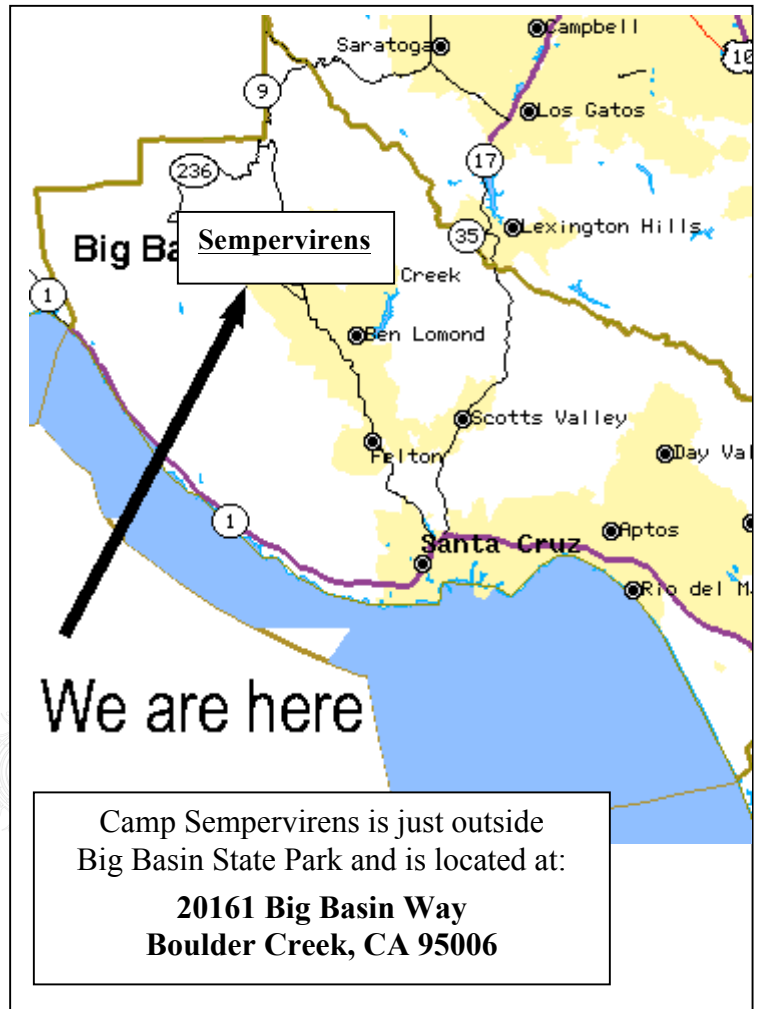 Campbell
Saratoga
10
9
Los Gatos
17
236
Sempervirens
Lexington Hills
35
Big Ba
Creek
1
Ben Lomond
Scotts Valley
Felton
Day Val
1
Aptos
Santa Cruz
Rio del M
We are here
Camp Sempervirens is just outside
Big Basin State Park and is located at:
20161 Big Basin Way
Boulder Creek, CA 95006